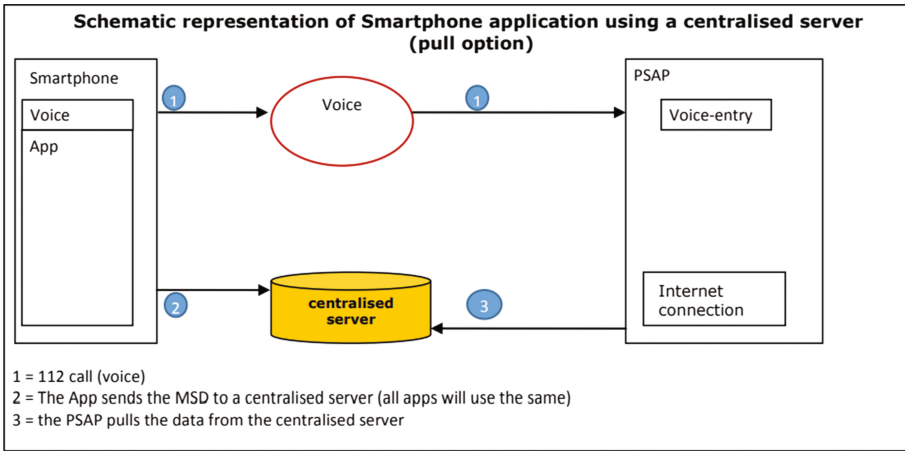 Schematic representation of Smartphone application using a centralised server
(pull option)
Smartphone
Voice
App
1
Voice
1
PSAP
Voice-entry
2
centralised
server
3
Internet
connection
1 = 112 call (voice)
2 = The App sends the MSD to a centralised server (all apps will use the same)
3 = the PSAP pulls the data from the centralised server